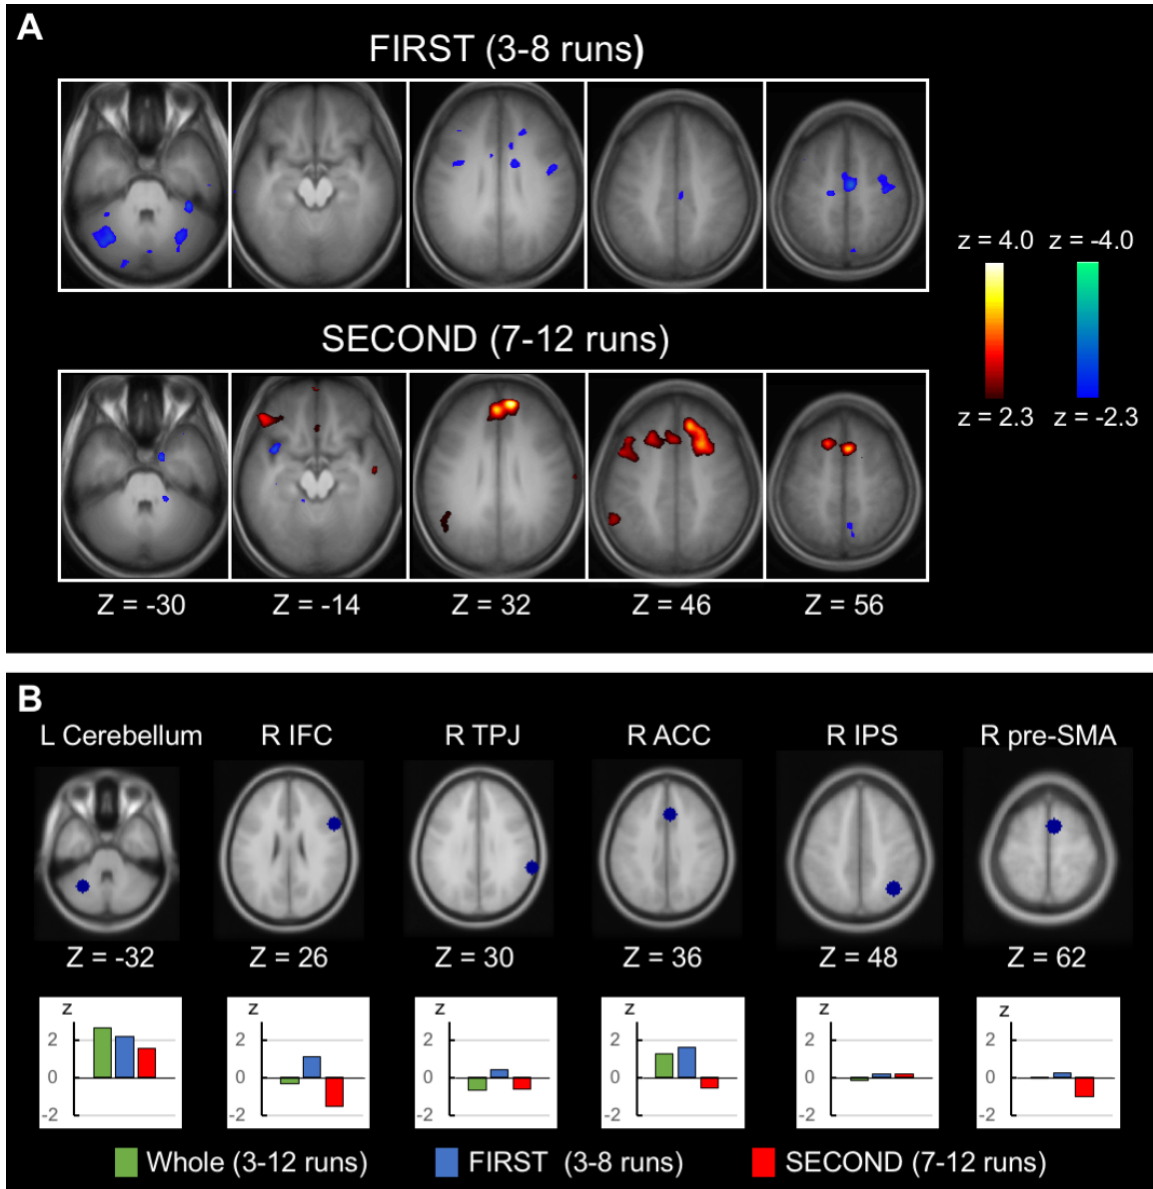 A
FIRST (3-8 runs)
z = 4.0 z = -4.0
z = 2.3 z = -2.3
SECOND (7-12 runs)
Z = -30 Z = -14 Z = 32 Z = 46 Z = 56
B
L Cerebellum R IFC R TPJ R ACC R IPS R pre-SMA
Z = -32 Z = 26 Z = 30 Z = 36 Z = 48 Z = 62
z z z z z z
2 2 2 2 2 2
0 0 0 0 0 0
-2 -2 -2 -2 -2 -2
Whole (3-12 runs) FIRST (3-8 runs) SECOND (7-12 runs)